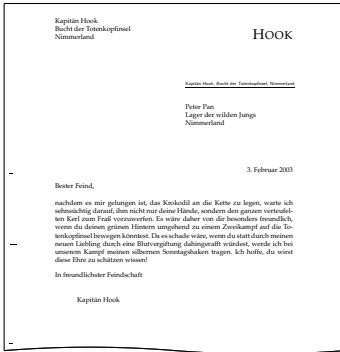 Kapitän Hook
Bucht der Totenkopfinsel
Nimmerland
HOOK
Kapitän Hook, Bucht der Totenkopfinsel, Nimmerland
Peter Pan
Lager der wilden Jungs
Nimmerland
3. Februar 2003
Bester Feind,
nachdem es mir gelungen ist, das Krokodil an die Kette zu legen, warte ich
sehnsüchtig darauf, ihm nicht nur deine Hände, sondern den ganzen verteufel-
ten Kerl zum Fraß vorzuwerfen. Es wäre daher von dir besonders freundlich,
wenn du deinen grünen Hintern umgehend zu einem Zweikampf auf die To-
tenkopfinsel bewegen könntest. Da es schade wäre, wenn du statt durch meinen
neuen Liebling durch eine Blutvergiftung dahingerafft würdest, werde ich bei
unserem Kampf meinen silbernen Sonntagshaken tragen. Ich hoffe, du wirst
diese Ehre zu schätzen wissen!
In freundlichster Feindschaft
Kapitän Hook